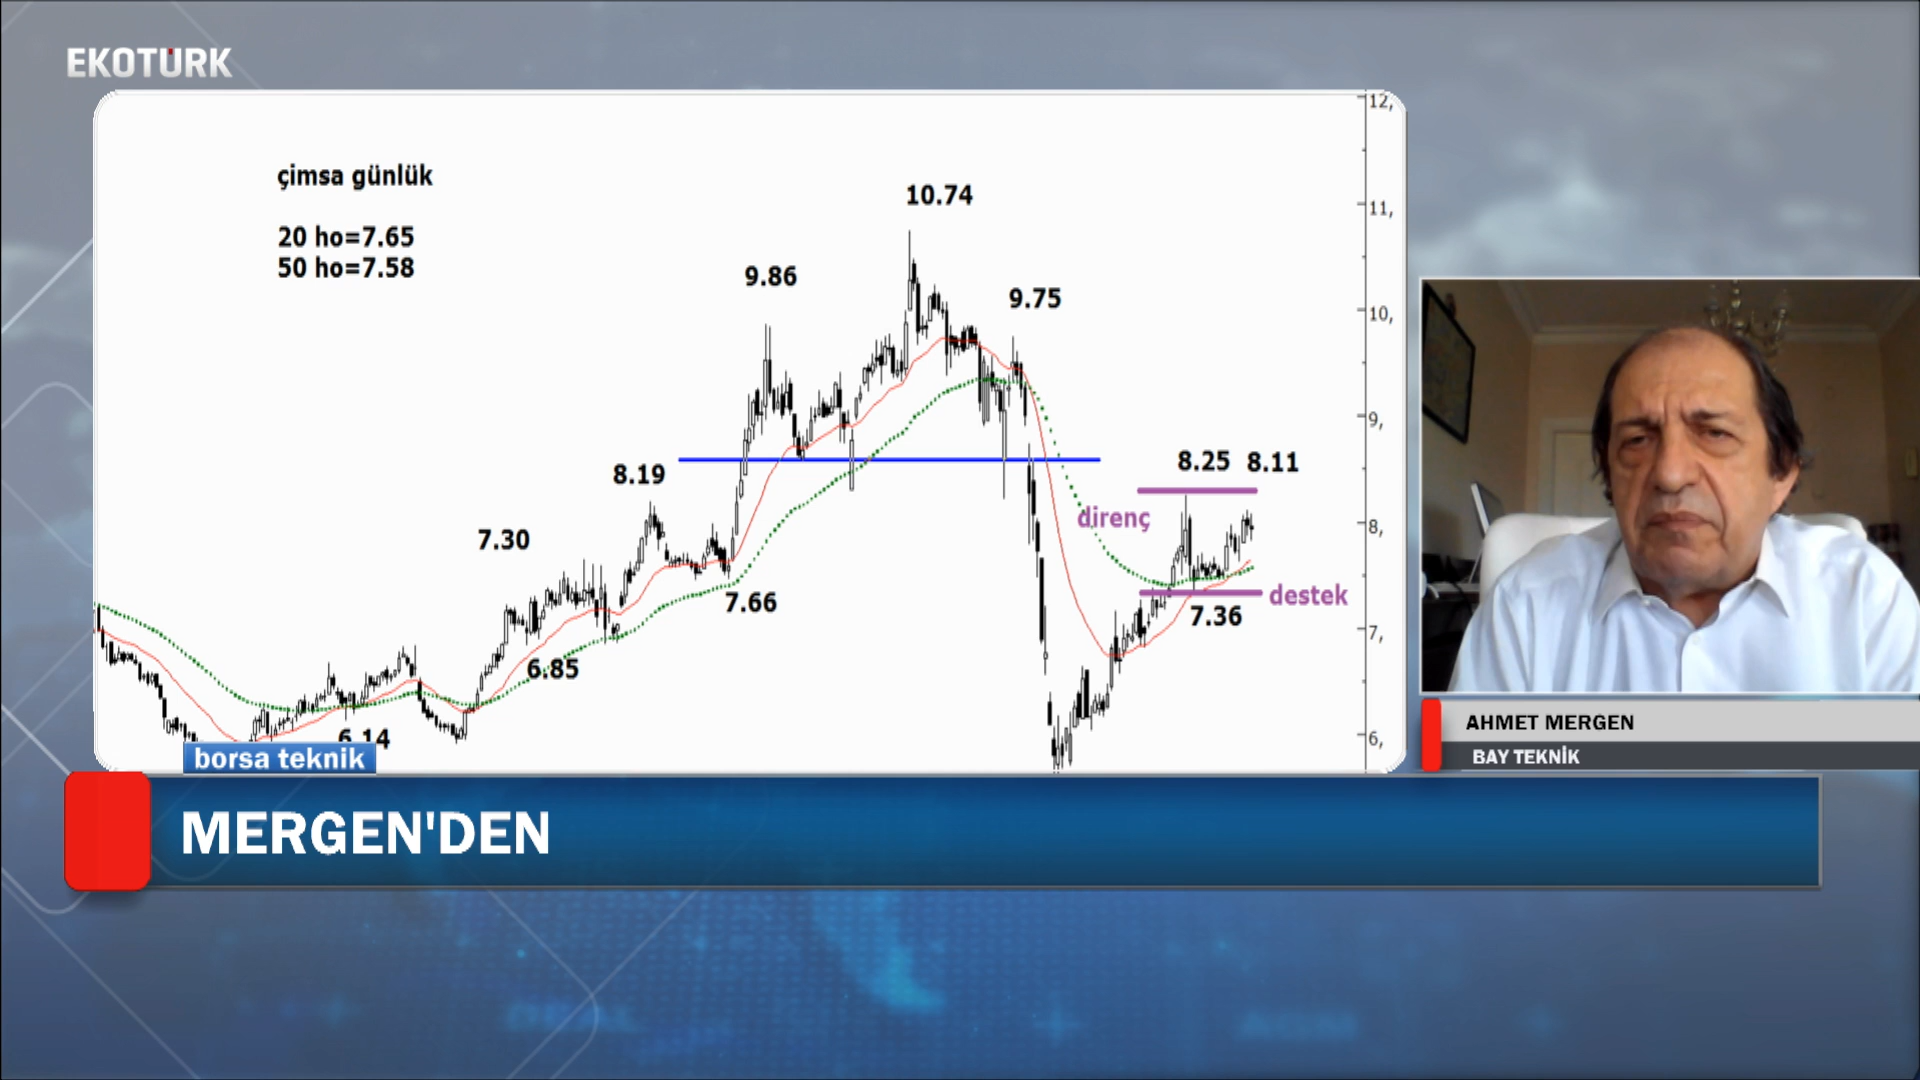 EKOTÜRK
çimsa günlük
20 ho=7.65
50 ho=7.58
12,
11,
10,
9,
8,
7,
6,
10.74
9.86
9.75
8.19
7.30
8.25 8.11
direnç
destek
7.66
7.36
6.85
6.14
borsa teknik
AHMET MERGEN
BAY TEKNİK
MERGEN'DEN